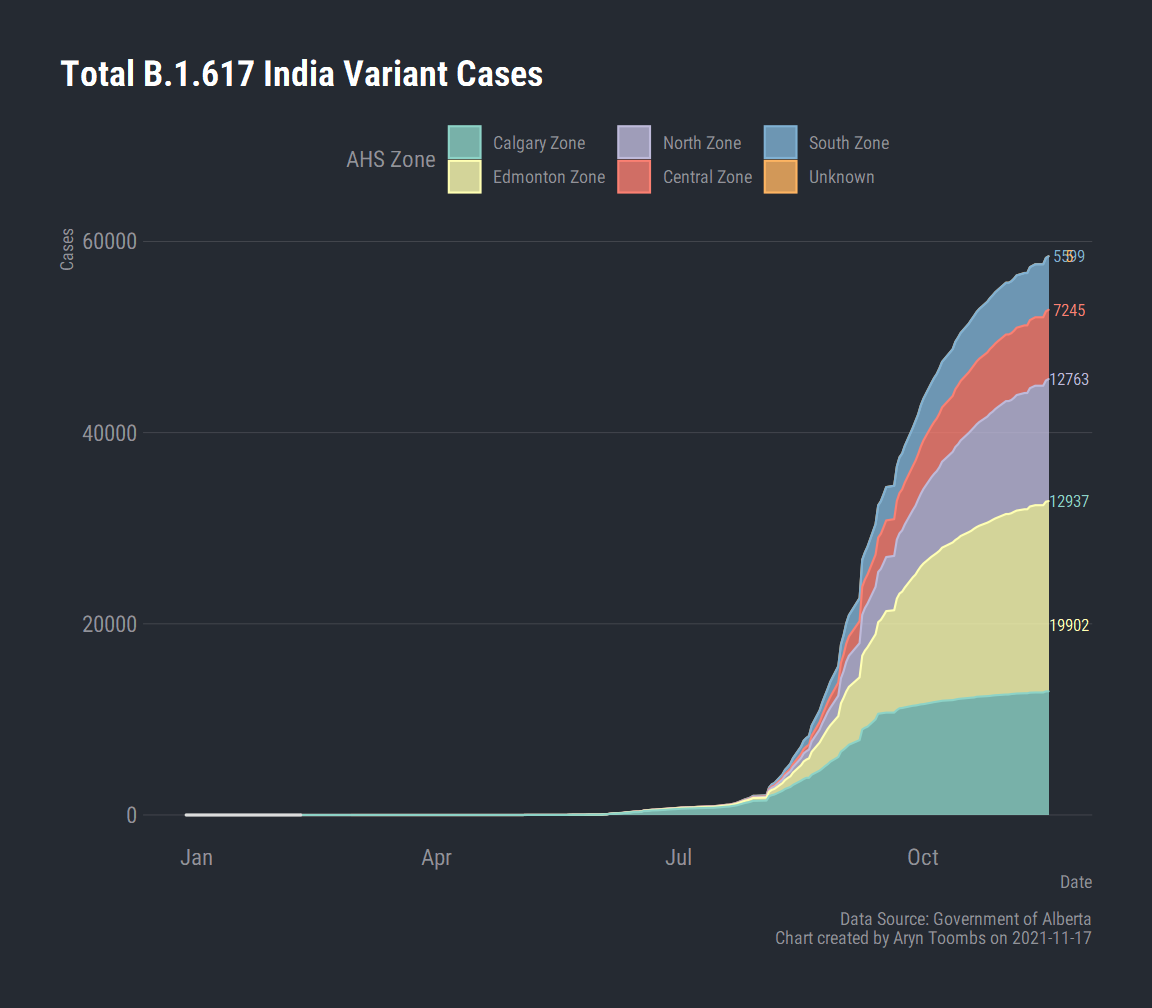 Total B.1.617 India Variant Cases
AHS Zone
Calgary Zone North Zone South Zone
Edmonton Zone Central Zone Unknown
Cases
60000
5599
7245
12763
40000
12937
20000
19902
0
Jan Apr Jul Oct
Date
Data Source: Government of Alberta
Chart created by Aryn Toombs on 2021-11-17